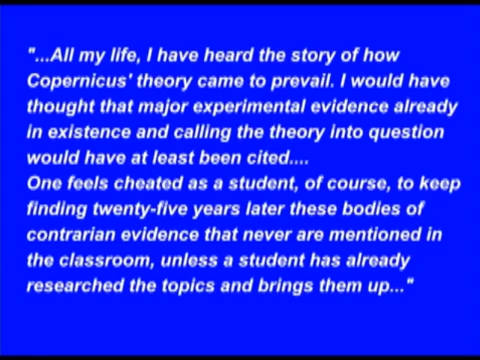 "...All my life, I have heard the story of how
Copernicus' theory came to prevail. I would have
thought that major experimental evidence already
in existence and calling the theory into question
would have at least been cited....
One feels cheated as a student, of course, to keep
finding twenty-five years later these bodies of
contrarian evidence that never are mentioned in
the classroom, unless a student has already
researched the topics and brings them up..."